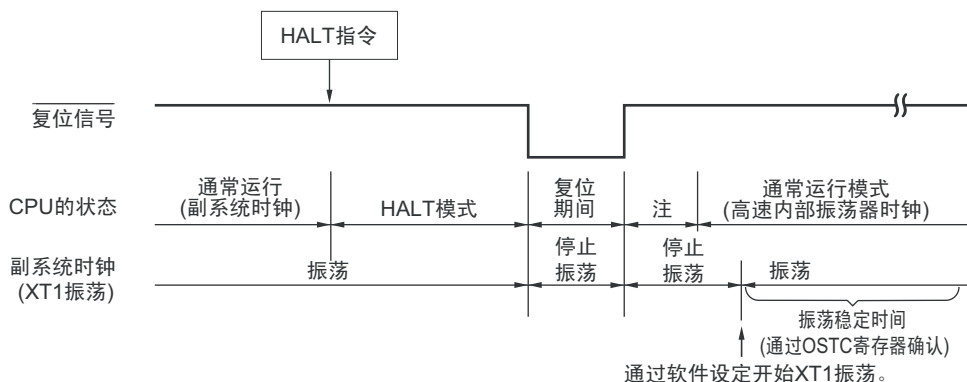 HALT指令
复位信号
CPU的状态
通常运行
(副系统时钟)
HALT模式
复位
期间
注
通常运行模式
(高速内部振荡器时钟)
副系统时钟
(XT1振荡)
振荡
停止
振荡
停止
振荡
振荡
振荡稳定时间
(通过OSTC寄存器确认)
通过软件设定开始XT1振荡。